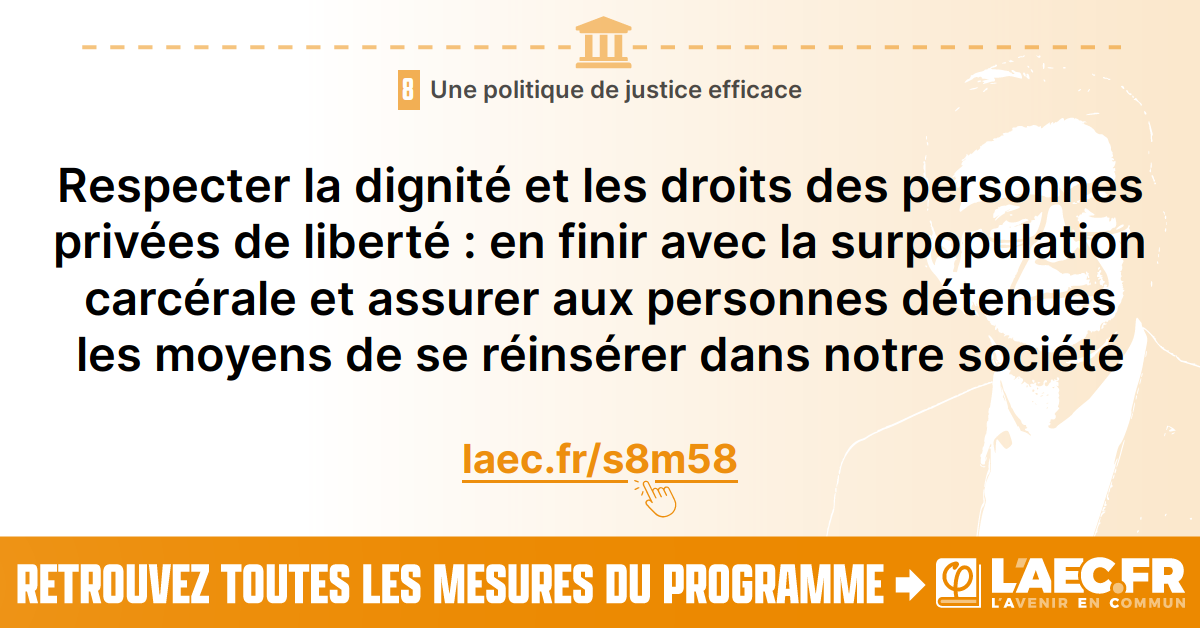 8 Une politique de justice efficace
Respecter la dignité et les droits des personnes
privées de liberté : en finir avec la surpopulation
carcérale et assurer aux personnes détenues
les moyens de se réinsérer dans notre société
laec.fr/s8m58
RETROUVEZ TOUTES LES MESURES DU PROGRAMME
φ L'AEC.FR
L'AVENIR EN COMMUN